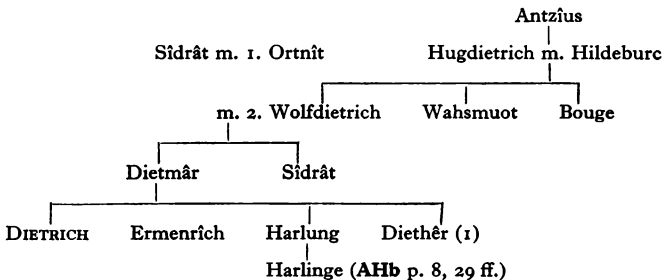 Antzîus
Sîdrât m. 1. Ortnît Hugdietrich m. Hildeburc
m. 2. Wolfdietrich Wahsmuot Bouge
Dietmâr Sîdrât
DIETRICH Ermenrîch Harlung Diethêr (1)
Harlinge (AHb p. 8, 29 ff.)